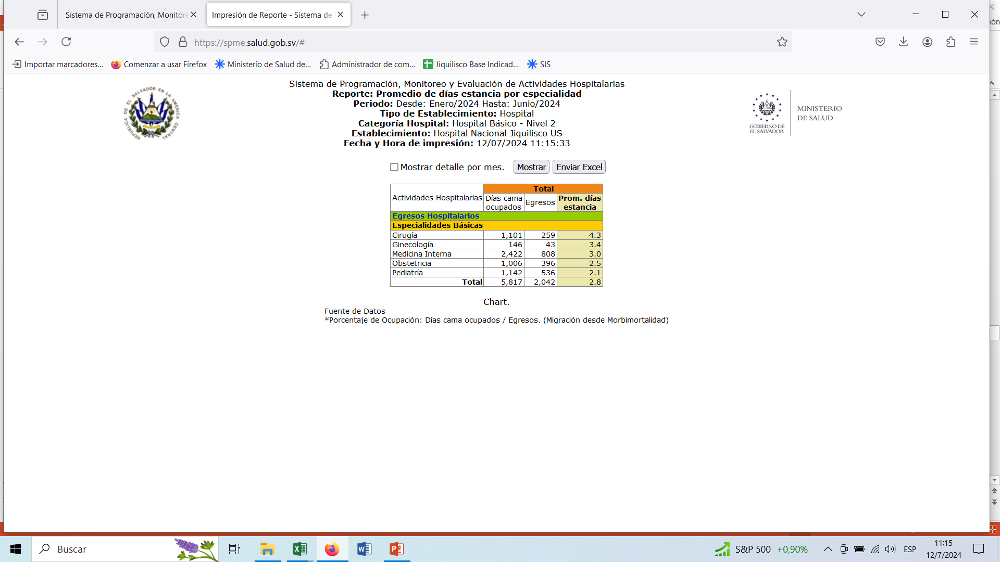 Sistema de Programación, Monitore
Impresión de Reporte - Sistema de
ión
https://spme.salud.gob.sv/#
Importar marcadores...
Comenzar a usar Firefox
Ministerio de Salud de...
Administrador de com...
Jiquilisco Base Indicad...
SIS
REPUBLICA DE EL SALVADOR EN LA AMERICA CENTRAL
Sistema de Programación, Monitoreo y Evaluación de Actividades Hospitalarias
Reporte: Promedio de días estancia por especialidad
Periodo: Desde: Enero/2024 Hasta: Junio/2024
Tipo de Establecimiento: Hospital
Categoría Hospital: Hospital Básico - Nivel 2
Establecimiento: Hospital Nacional Jiquilisco US
Fecha y Hora de impresión: 12/07/2024 11:15:33
GOBIERNO DE
EL SALVADOR
MINISTERIO
DE SALUD
Mostrar detalle por mes. Mostrar Enviar Excel
Actividades Hospitalarias
Total
Días cama
ocupados
Egresos
Prom. días
estancia
Egresos Hospitalarios
Especialidades Básicas
Cirugía 1,101 259 4.3
Ginecología 146 43 3.4
Medicina Interna 2,422 808 3.0
Obstetricia 1,006 396 2.5
Pediatría 1,142 536 2.1
Total 5,817 2,042 2.8
Chart.
Fuente de Datos
*Porcentaje de Ocupación: Días cama ocupados / Egresos. (Migración desde Morbimortalidad)
Buscar
S&P 500 +0,90%
ESP
11:15
12/7/2024